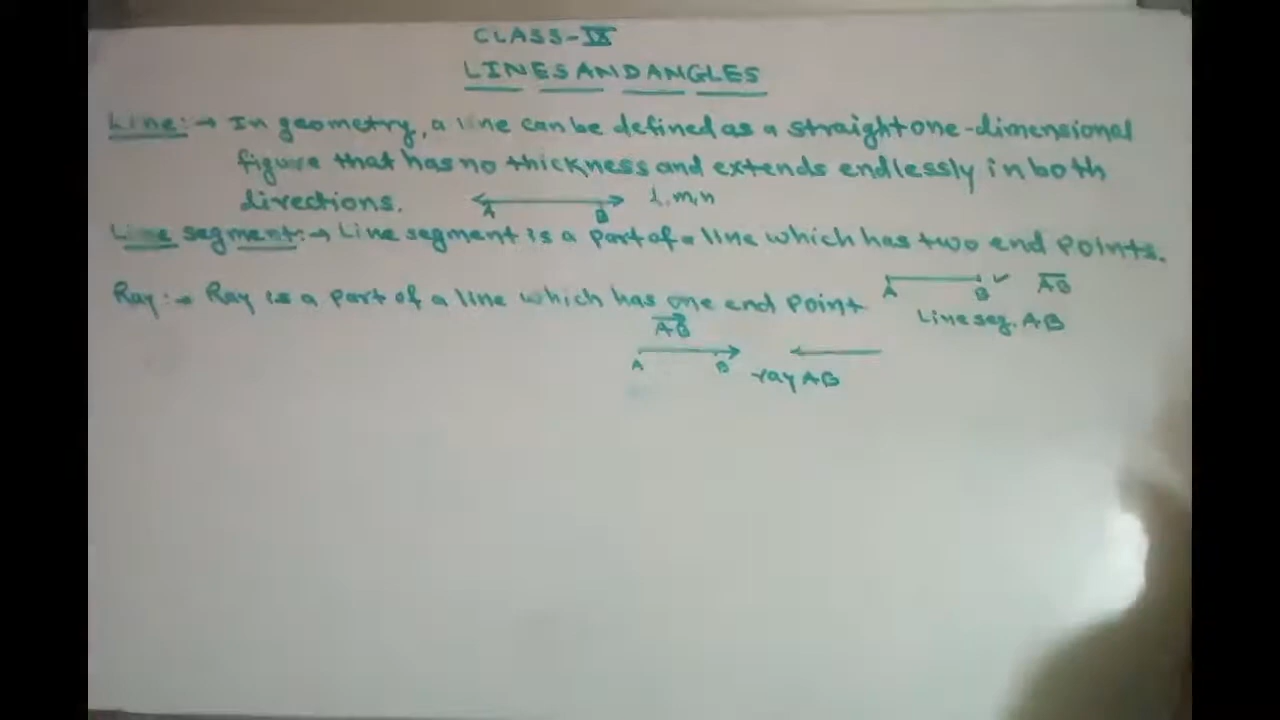 CLASS-IX
LINES AND ANGLES
Line:→ In geometry, a line can be defined as a straight one-dimensional
figure that has no thickness and extends endlessly in both
directions. A B l, m, n
Line segment:→ Line segment is a part of a line which has two end points.
A B ✓ AB
Line seg. AB
Ray:→ Ray is a part of a line which has one end point
AB
A B
ray AB